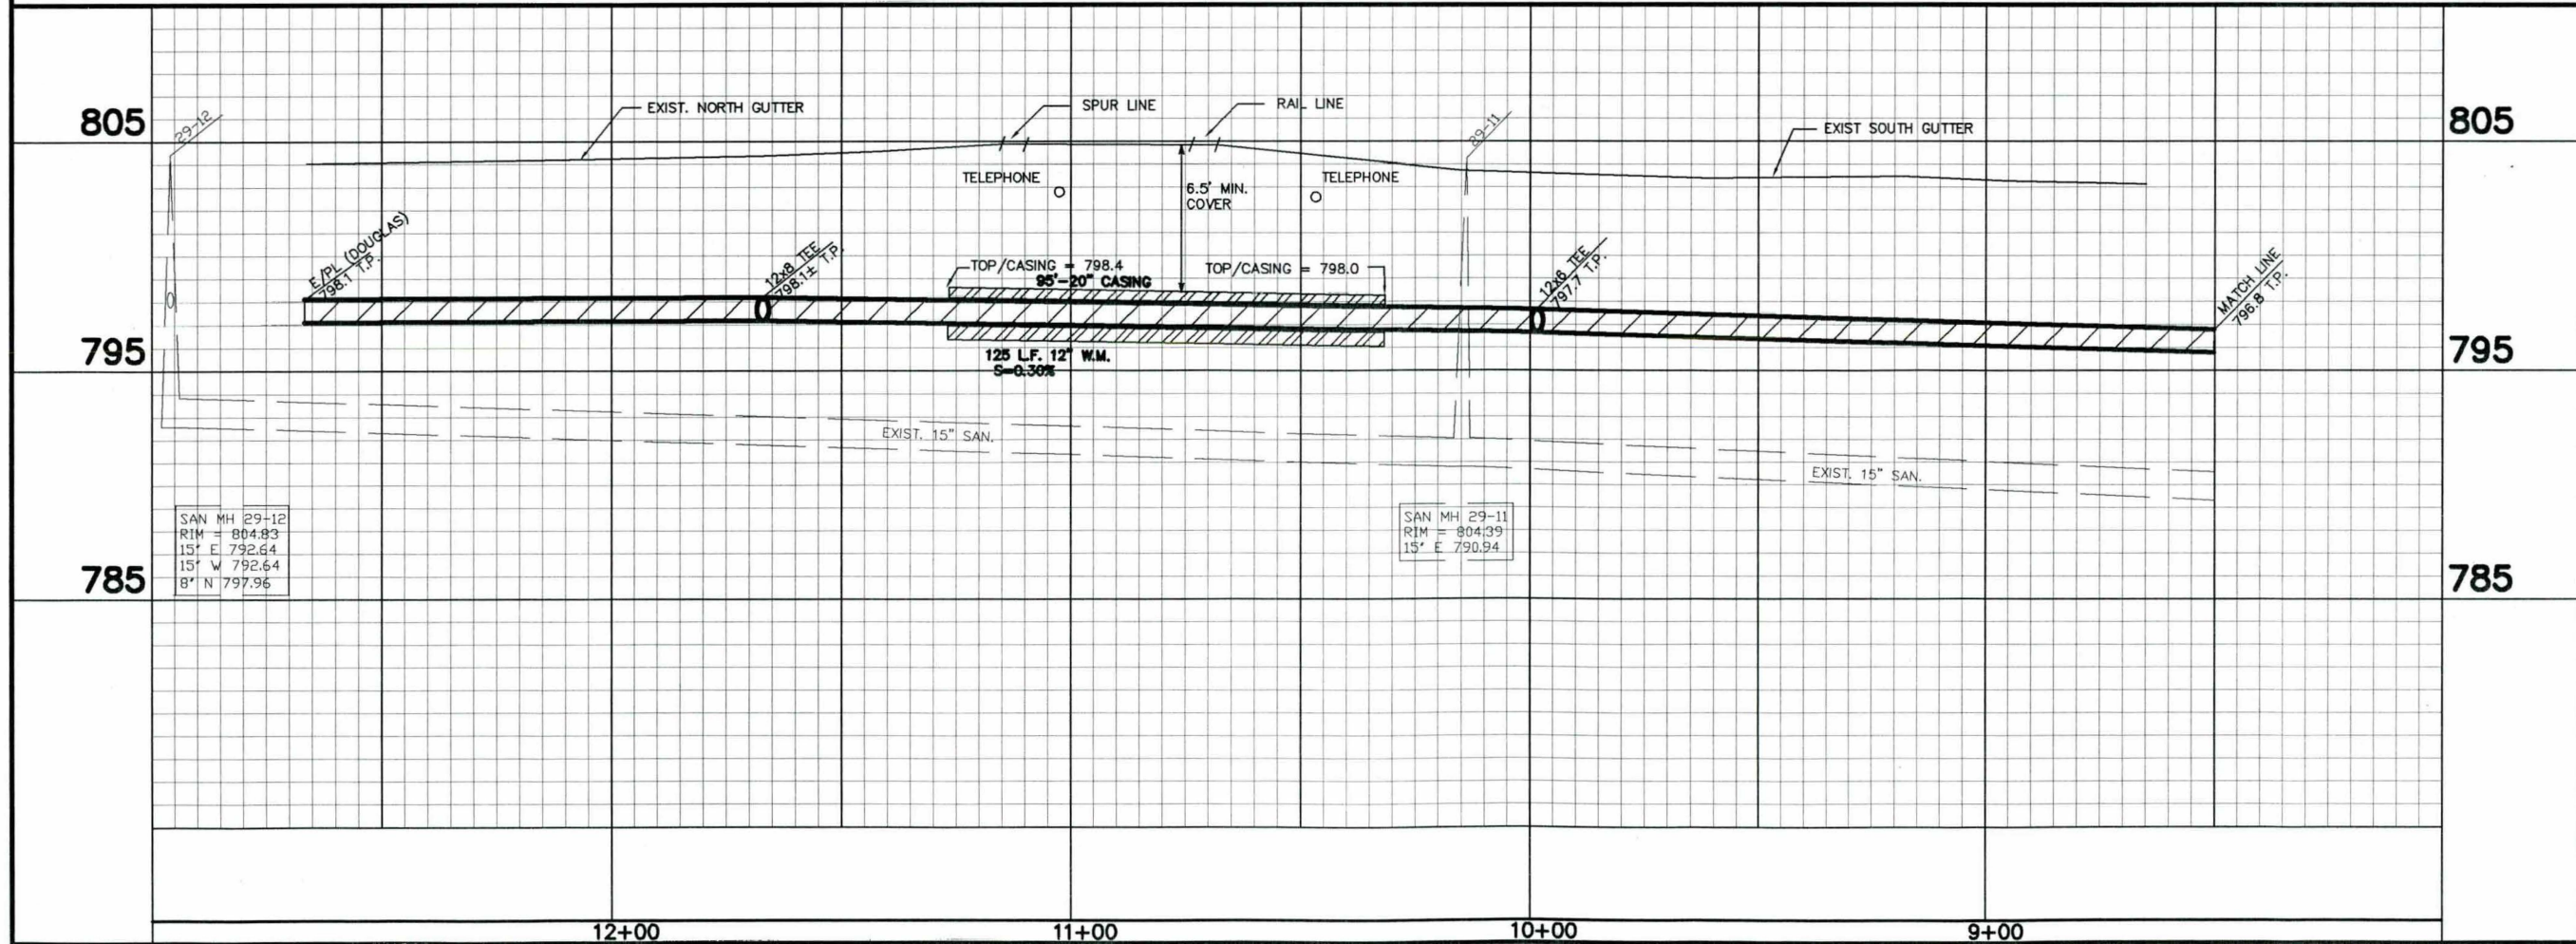 805
795
785
29-12
EXIST. NORTH GUTTER
SPUR LINE
RAIL LINE
29-11
EXIST SOUTH GUTTER
805
795
785
TELEPHONE
TELEPHONE
6.5' MIN.
COVER
E/PL (DOUGLAS)
798.1 T.P.
12x8 TEE
798.1± T.P.
TOP/CASING = 798.4
95'-20" CASING
TOP/CASING = 798.0
12x6 TEE
797.7 T.P.
MATCH LINE
796.8 T.P.
125 L.F. 12" W.M.
S=0.30%
EXIST. 15" SAN.
EXIST. 15" SAN.
SAN MH 29-12
RIM = 804.83
15" E 792.64
15" W 792.64
8" N 797.96
SAN MH 29-11
RIM = 804.39
15" E 790.94
12+00
11+00
10+00
9+00